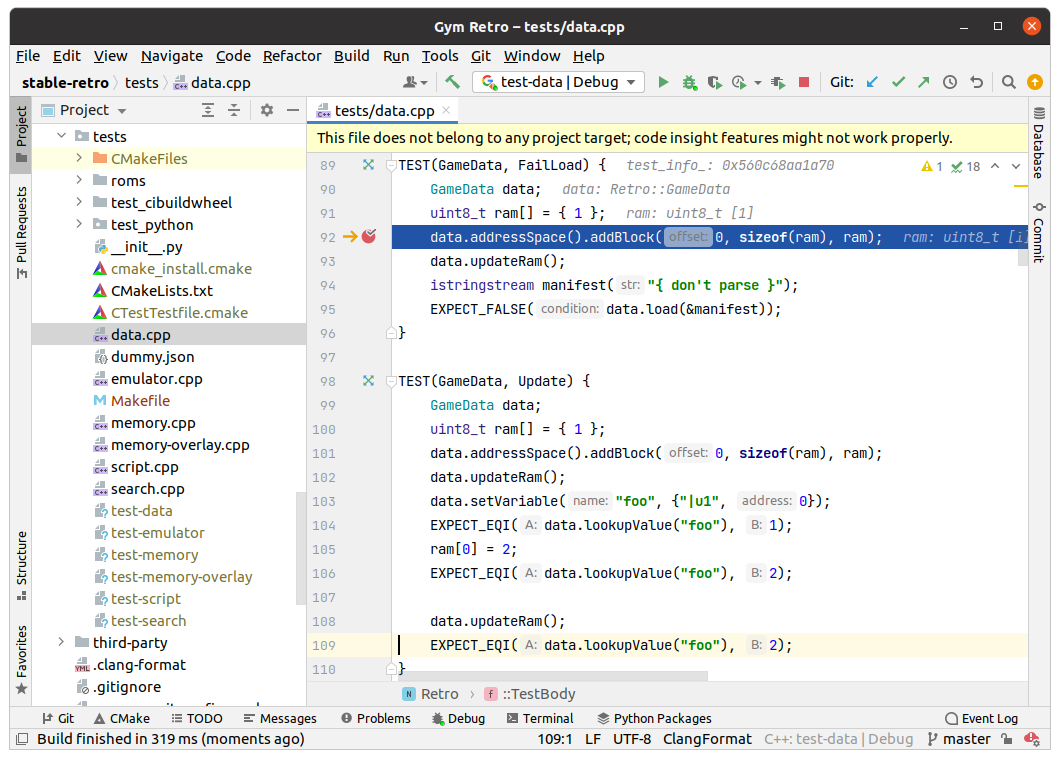 Gym Retro – tests/data.cpp
File Edit View Navigate Code Refactor Build Run Tools Git Window Help
stable-retro tests data.cpp test-data | Debug Git:
Project tests/data.cpp
This file does not belong to any project target; code insight features might not work properly.
Project
Pull Requests
Structure
Favorites
tests
CMakeFiles
roms
test_cibuildwheel
test_python
__init__.py
cmake_install.cmake
CMakeLists.txt
CTestTestfile.cmake
data.cpp
dummy.json
emulator.cpp
Makefile
memory.cpp
memory-overlay.cpp
script.cpp
search.cpp
test-data
test-emulator
test-memory
test-memory-overlay
test-script
test-search
third-party
.clang-format
.gitignore
89 TEST(GameData, FailLoad) { test_info_: 0x560c68aa1a70 1 18
90 GameData data; data: Retro::GameData
91 uint8_t ram[] = { 1 }; ram: uint8_t [1]
92 data.addressSpace().addBlock( offset: 0, sizeof(ram), ram); ram: uint8_t [1]
93 data.updateRam();
94 istringstream manifest( str: "{ don't parse }");
95 EXPECT_FALSE( condition: data.load(&manifest));
96 }
97
98 TEST(GameData, Update) {
99 GameData data;
100 uint8_t ram[] = { 1 };
101 data.addressSpace().addBlock( offset: 0, sizeof(ram), ram);
102 data.updateRam();
103 data.setVariable( name: "foo", {"|u1", address: 0});
104 EXPECT_EQI( A: data.lookupValue("foo"), B: 1);
105 ram[0] = 2;
106 EXPECT_EQI( A: data.lookupValue("foo"), B: 2);
107
108 data.updateRam();
109 EXPECT_EQI( A: data.lookupValue("foo"), B: 2);
110 }
Database
Commit
Retro ::TestBody
Git CMake TODO Messages Problems Debug Terminal Python Packages Event Log
Build finished in 319 ms (moments ago) 109:1 LF UTF-8 ClangFormat C++: test-data | Debug master